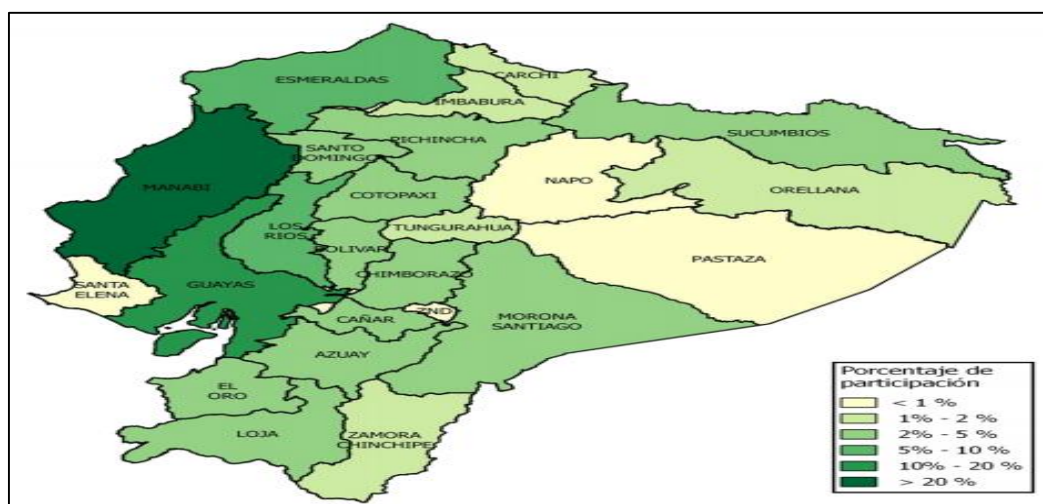 ESMERALDAS
CARCHI
IMBABURA
SUCUMBIOS
PICHINCHA
SANTO
DOMINGO
MANABI
NAPO
ORELLANA
COTOPAXI
LOS
RIOS
TUNGURAHUA
BOLIVAR
PASTAZA
CHIMBORAZO
SANTA
ELENA
GUAYAS
ZND
CAÑAR
MORONA
SANTIAGO
AZUAY
EL
ORO
LOJA
ZAMORA
CHINCHIPE
Porcentaje de
participación
< 1 %
1% - 2 %
2% - 5 %
5% - 10 %
10% - 20 %
> 20 %